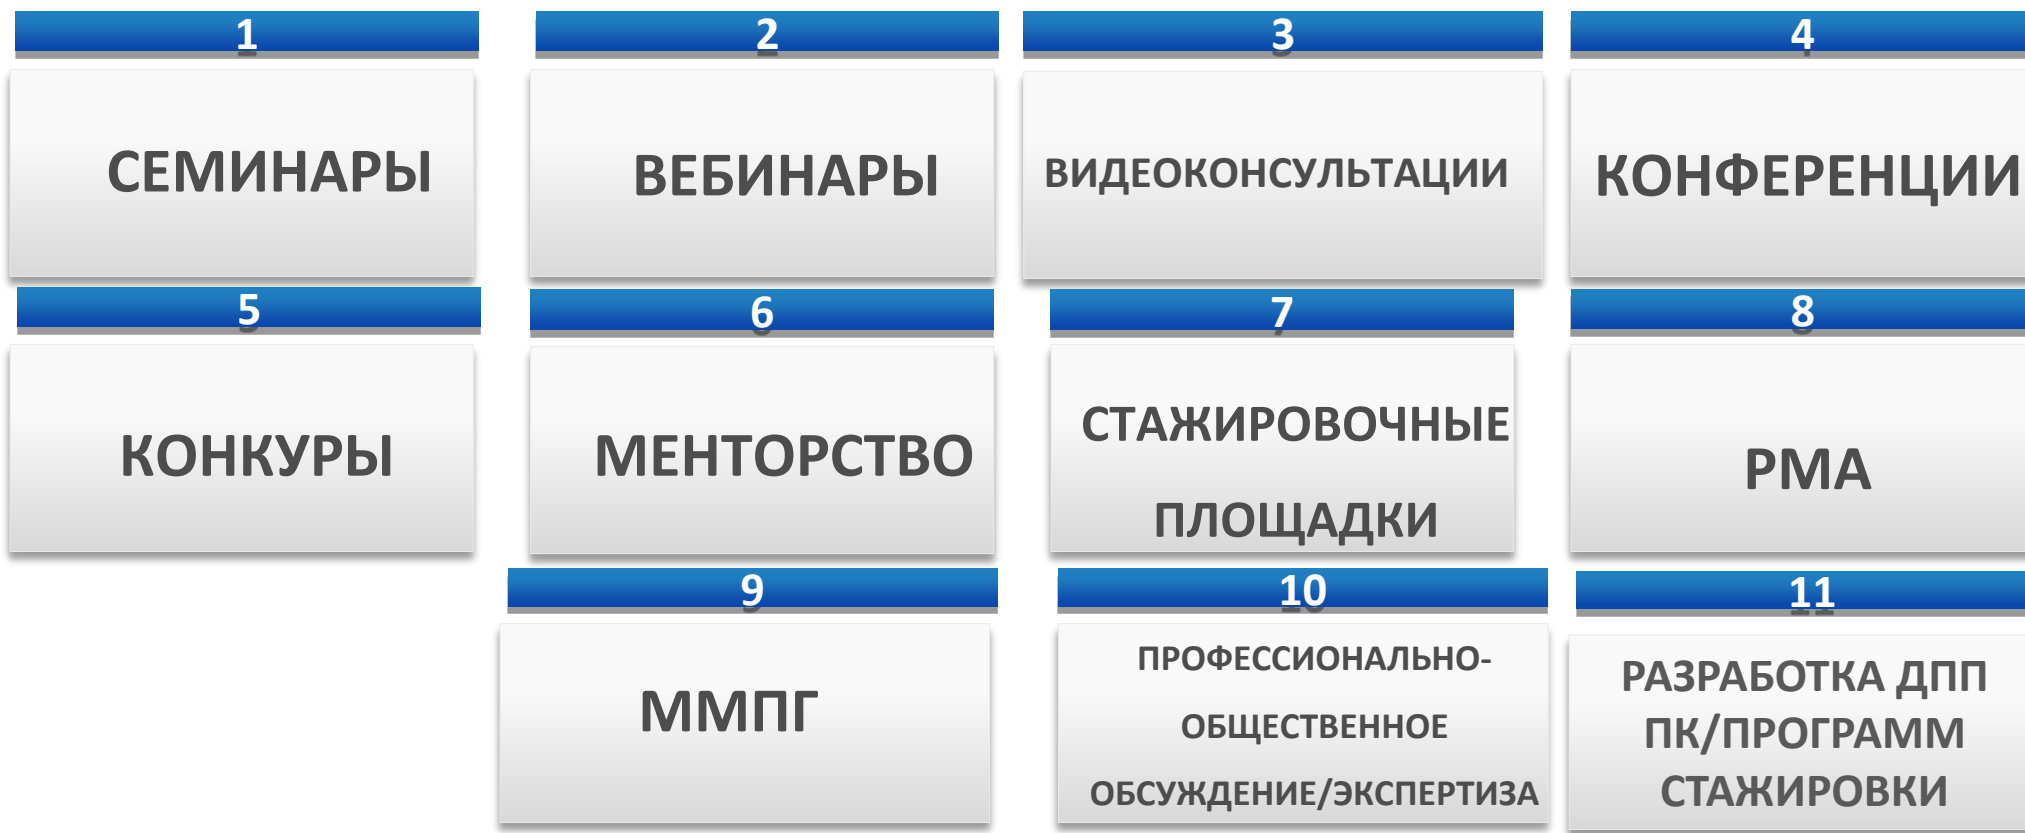 1
СЕМИНАРЫ
2
ВЕБИНАРЫ
3
ВИДЕОКОНСУЛЬТАЦИИ
4
КОНФЕРЕНЦИИ
5
КОНКУРЫ
6
МЕНТОРСТВО
7
СТАЖИРОВОЧНЫЕ
ПЛОЩАДКИ
8
РМА
9
ММПГ
10
ПРОФЕССИОНАЛЬНО-
ОБЩЕСТВЕННОЕ
ОБСУЖДЕНИЕ/ЭКСПЕРТИЗА
11
РАЗРАБОТКА ДПП
ПК/ПРОГРАММ
СТАЖИРОВКИ